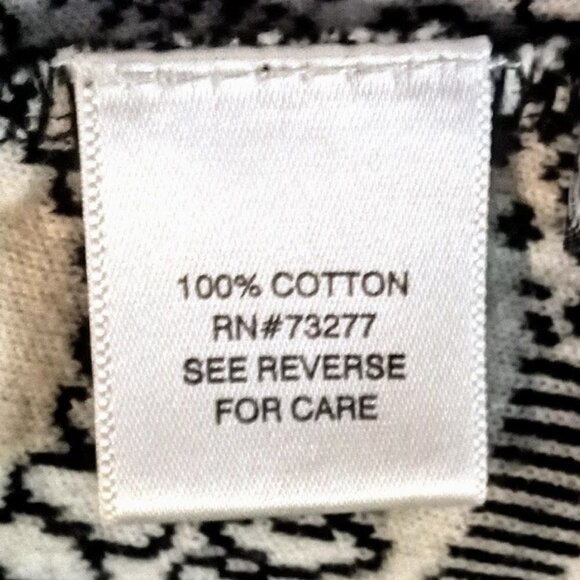 100% COTTON
RN#73277
SEE REVERSE
FOR CARE